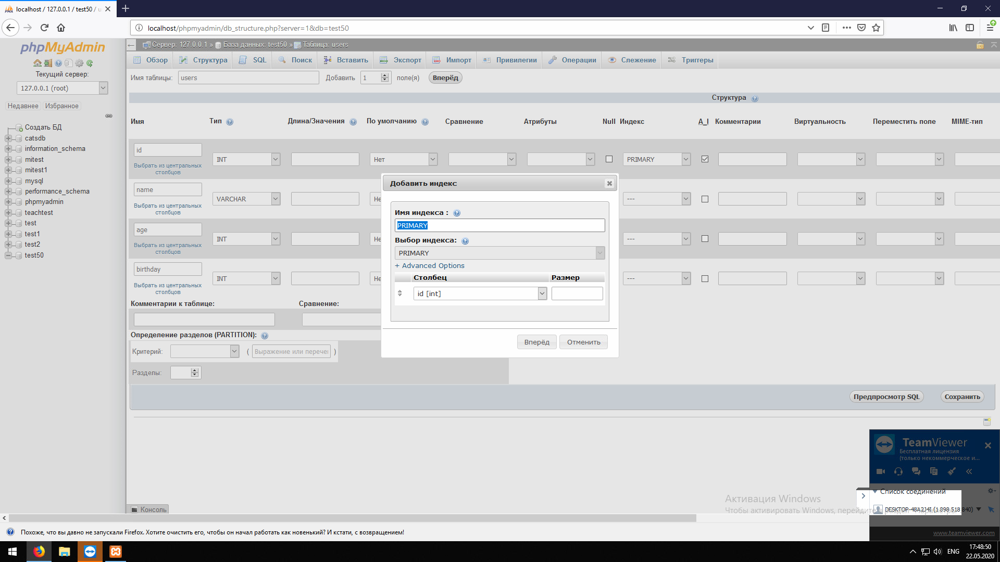 localhost / 127.0.0.1 / test50 / u
localhost/phpmyadmin/db_structure.php?server=1&db=test50
phpMyAdmin
Текущий сервер:
127.0.0.1 (root)
Недавнее Избранное
Создать БД
catsdb
information_schema
mitest
mitest1
mysql
performance_schema
phpmyadmin
teachtest
test
test1
test2
test50
Сервер: 127.0.0.1 » База данных: test50 » Таблица: users
Обзор Структура SQL Поиск Вставить Экспорт Импорт Привилегии Операции Слежение Триггеры
Имя таблицы: users Добавить 1 поле(я) Вперёд
Структура
Имя Тип Длина/Значения По умолчанию Сравнение Атрибуты Null Индекс A_I Комментарии Виртуальность Переместить поле MIME-тип
id INT Нет PRIMARY
Выбрать из центральных
столбцов
name VARCHAR Не ---
Выбрать из центральных
столбцов
age INT Не ---
Выбрать из центральных
столбцов
birthday INT Не ---
Выбрать из центральных
столбцов
Комментарии к таблице: Сравнение:
Определение разделов (PARTITION):
Критерий: ( Выражение или перече )
Разделы:
Добавить индекс
Имя индекса :
PRIMARY
Выбор индекса:
PRIMARY
+ Advanced Options
Столбец Размер
id [int]
Вперёд Отменить
Предпросмотр SQL Сохранить
Консоль
TeamViewer
Бесплатная лицензия
(только некоммерческое и...
Список соединений
DESKTOP-48A2J4I (1 898 518 840)
www.teamviewer.com
Активация Windows
Чтобы активировать Windows, перейдите в раздел "Параметры".
Похоже, что вы давно не запускали Firefox. Хотите очистить его, чтобы он начал работать как новенький? И кстати, с возвращением!
ENG
17:48:50
22.05.2020